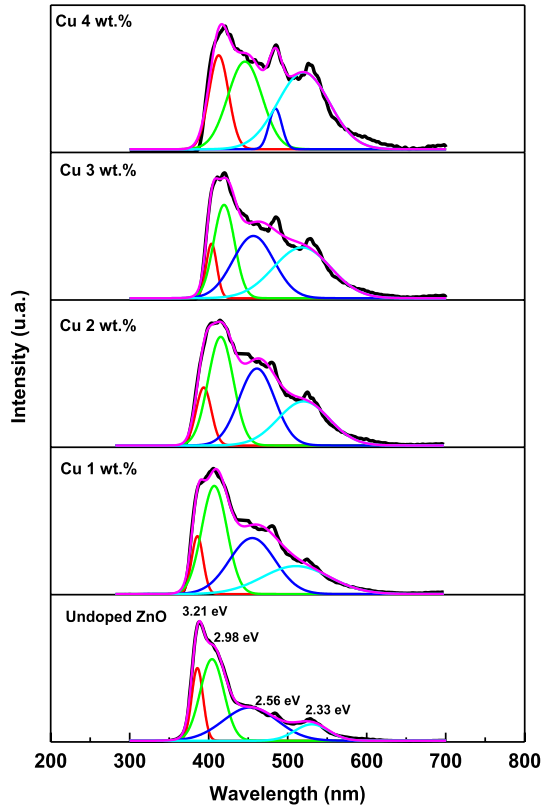 Cu 4 wt.%
Cu 3 wt.%
Cu 2 wt.%
Cu 1 wt.%
Undoped ZnO
3.21 eV
2.98 eV
2.56 eV
2.33 eV
Intensity (u.a.)
200 300 400 500 600 700 800
Wavelength (nm)